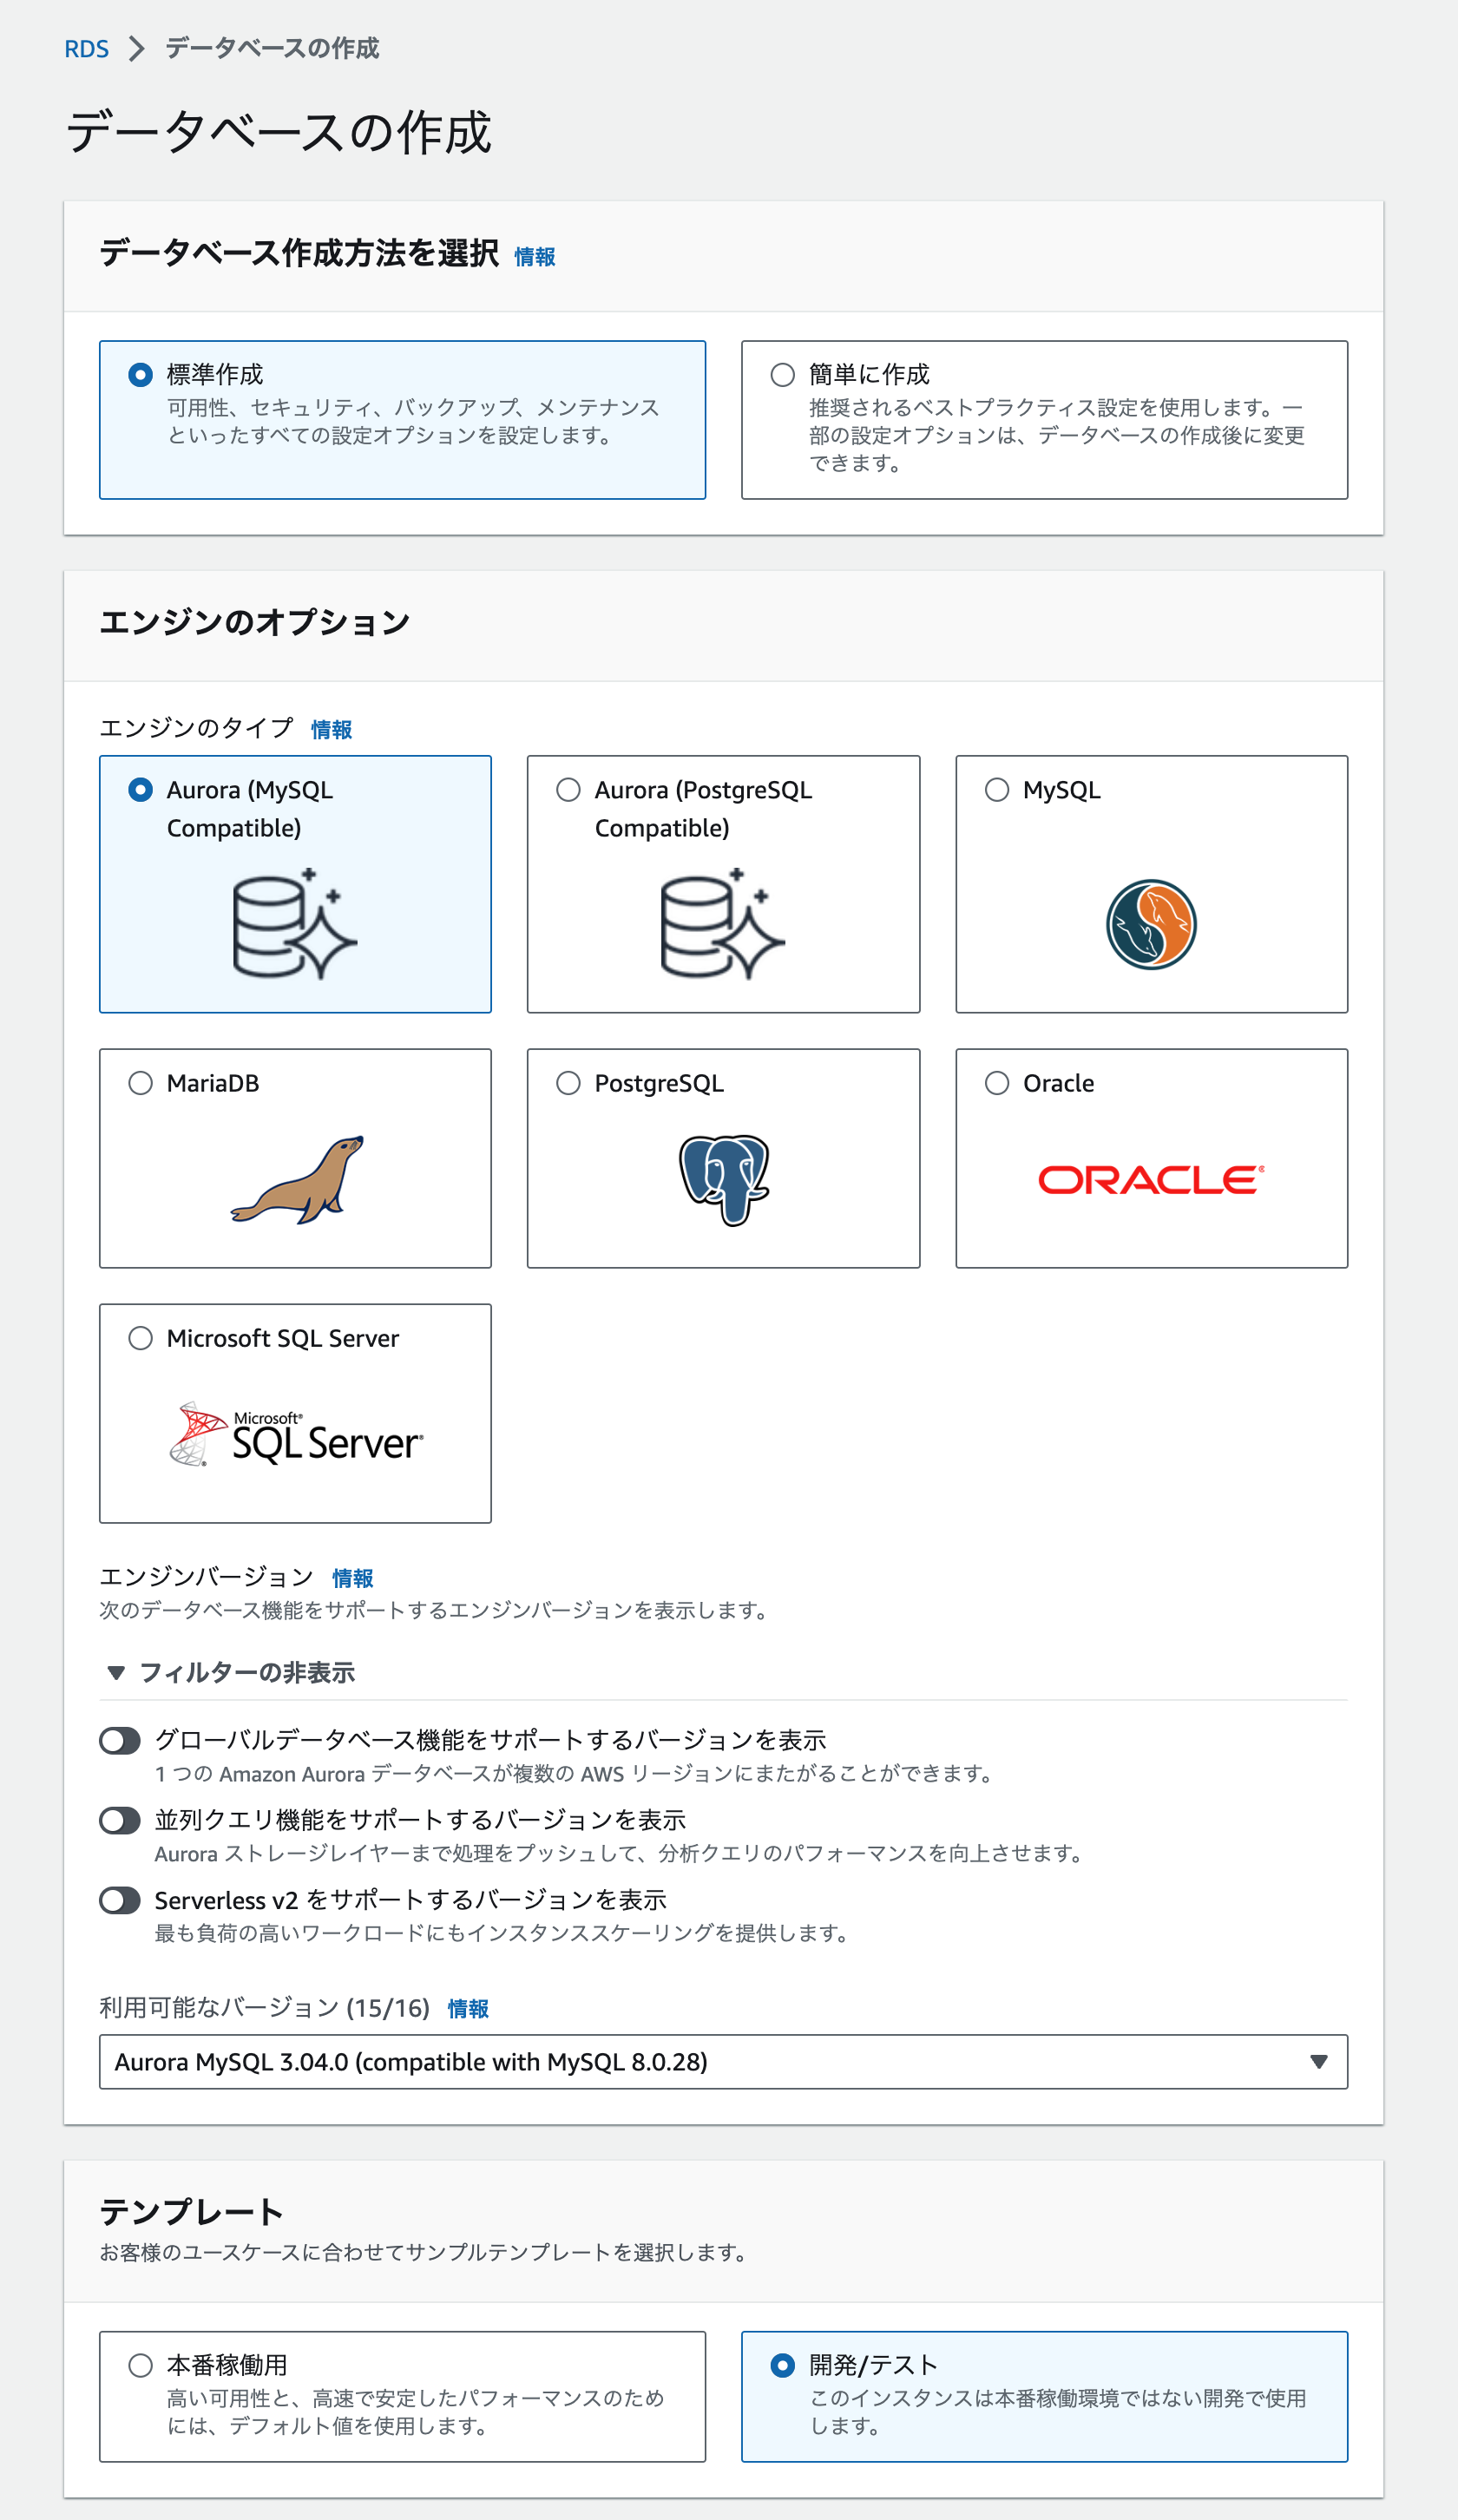 RDS > データベースの作成
データベースの作成
データベース作成方法を選択 情報
標準作成
可用性、セキュリティ、バックアップ、メンテナンス
といったすべての設定オプションを設定します。
簡単に作成
推奨されるベストプラクティス設定を使用します。一
部の設定オプションは、データベースの作成後に変更
できます。
エンジンのオプション
エンジンのタイプ 情報
Aurora (MySQL
Compatible)
Aurora (PostgreSQL
Compatible)
MySQL
MariaDB
PostgreSQL
Oracle
ORACLE
Microsoft SQL Server
Microsoft®
SQL Server
エンジンバージョン 情報
次のデータベース機能をサポートするエンジンバージョンを表示します。
▼ フィルターの非表示
グローバルデータベース機能をサポートするバージョンを表示
1 つの Amazon Aurora データベースが複数の AWS リージョンにまたがることができます。
並列クエリ機能をサポートするバージョンを表示
Aurora ストレージレイヤーまで処理をプッシュして、分析クエリのパフォーマンスを向上させます。
Serverless v2 をサポートするバージョンを表示
最も負荷の高いワークロードにもインスタンススケーリングを提供します。
利用可能なバージョン (15/16) 情報
Aurora MySQL 3.04.0 (compatible with MySQL 8.0.28)
テンプレート
お客様のユースケースに合わせてサンプルテンプレートを選択します。
本番稼働用
高い可用性と、高速で安定したパフォーマンスのため
には、デフォルト値を使用します。
開発/テスト
このインスタンスは本番稼働環境ではない開発で使用
します。